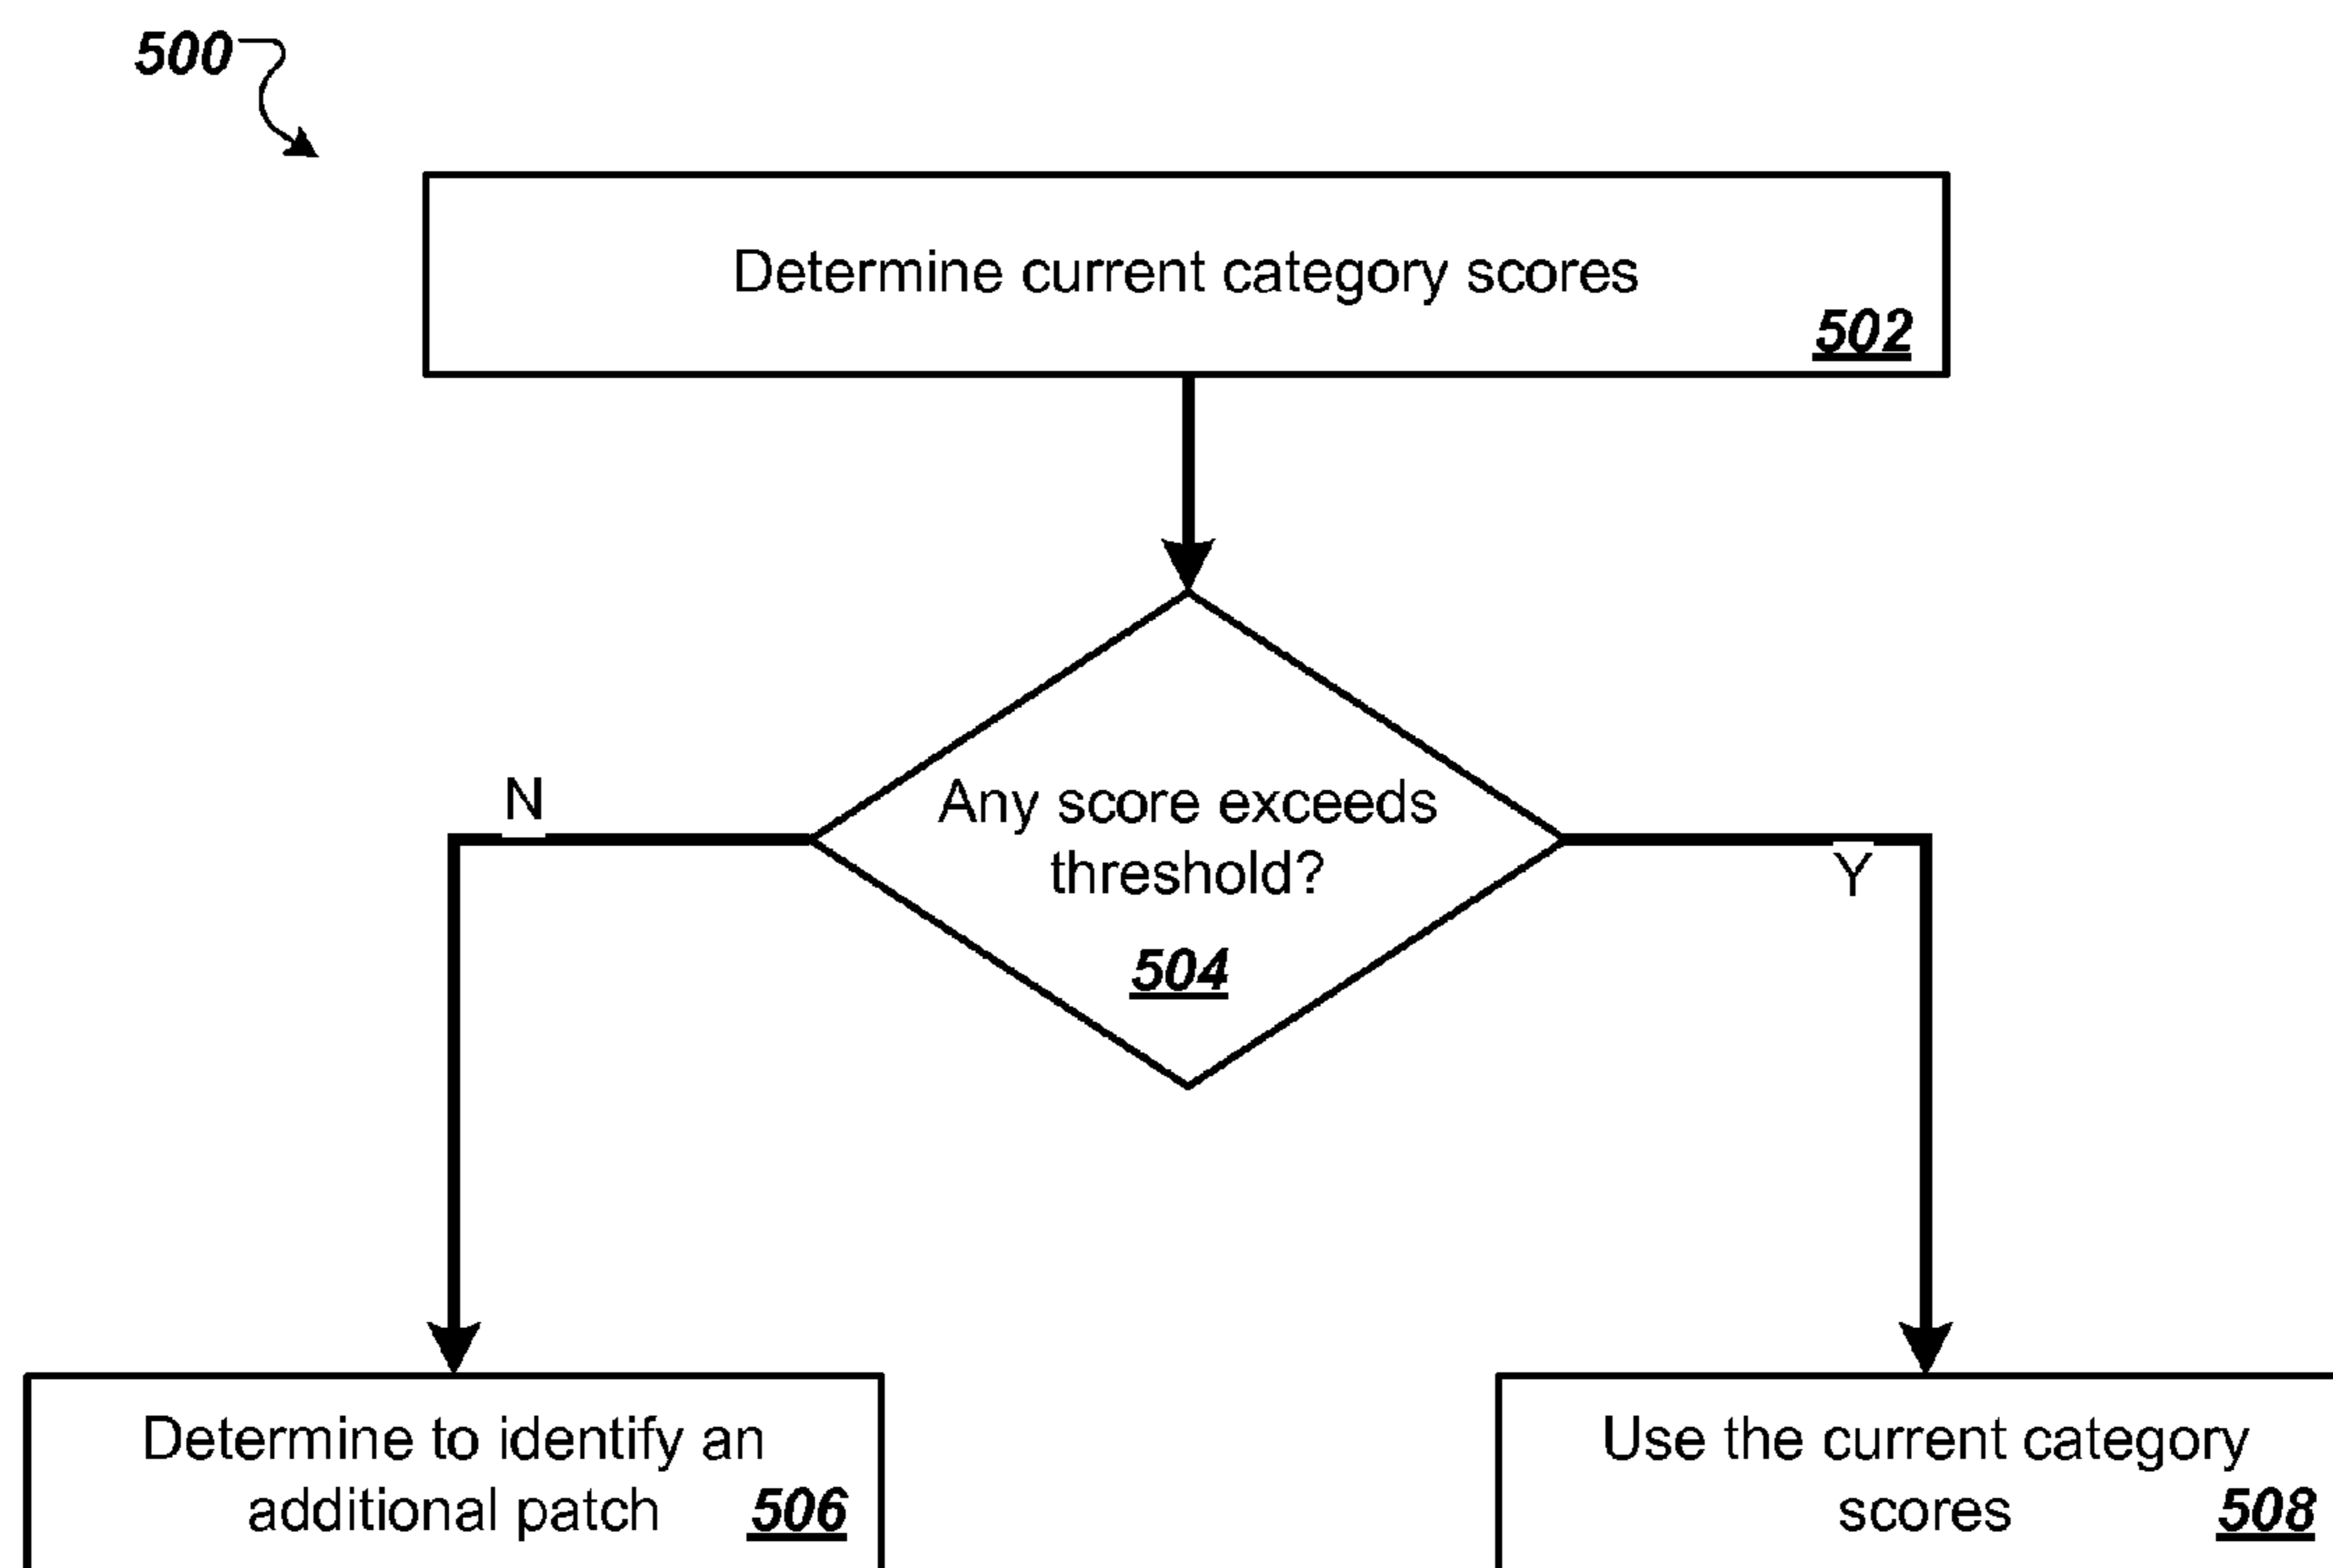 500
Determine current category scores
502
N
Any score exceeds
threshold?
504
Y
Determine to identify an
additional patch 506
Use the current category
scores 508